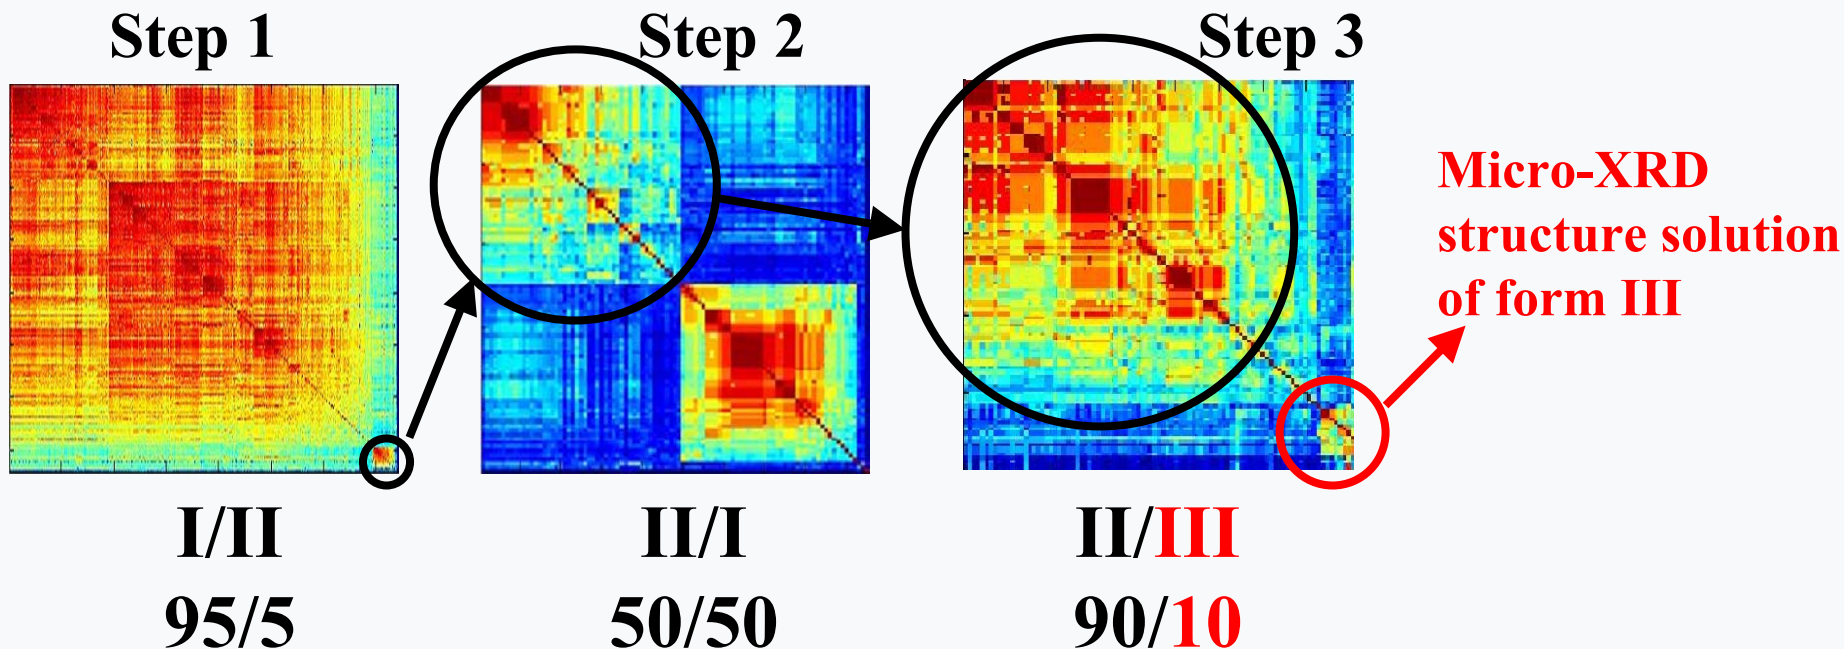 Step 1
Step 2
Step 3
Micro-XRD
structure solution
of form III
I/II
II/I
II/III
95/5
50/50
90/10